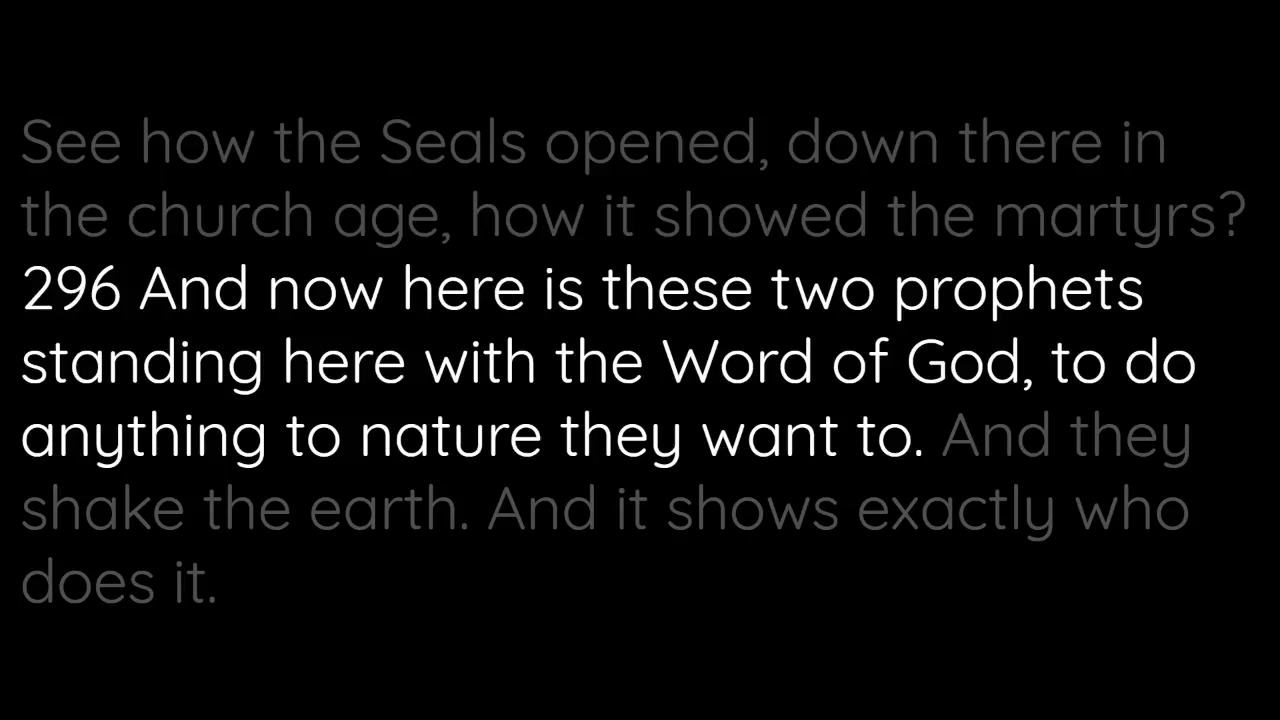 See how the Seals opened, down there in
the church age, how it showed the martyrs?
296 And now here is these two prophets
standing here with the Word of God, to do
anything to nature they want to. And they
shake the earth. And it shows exactly who
does it.